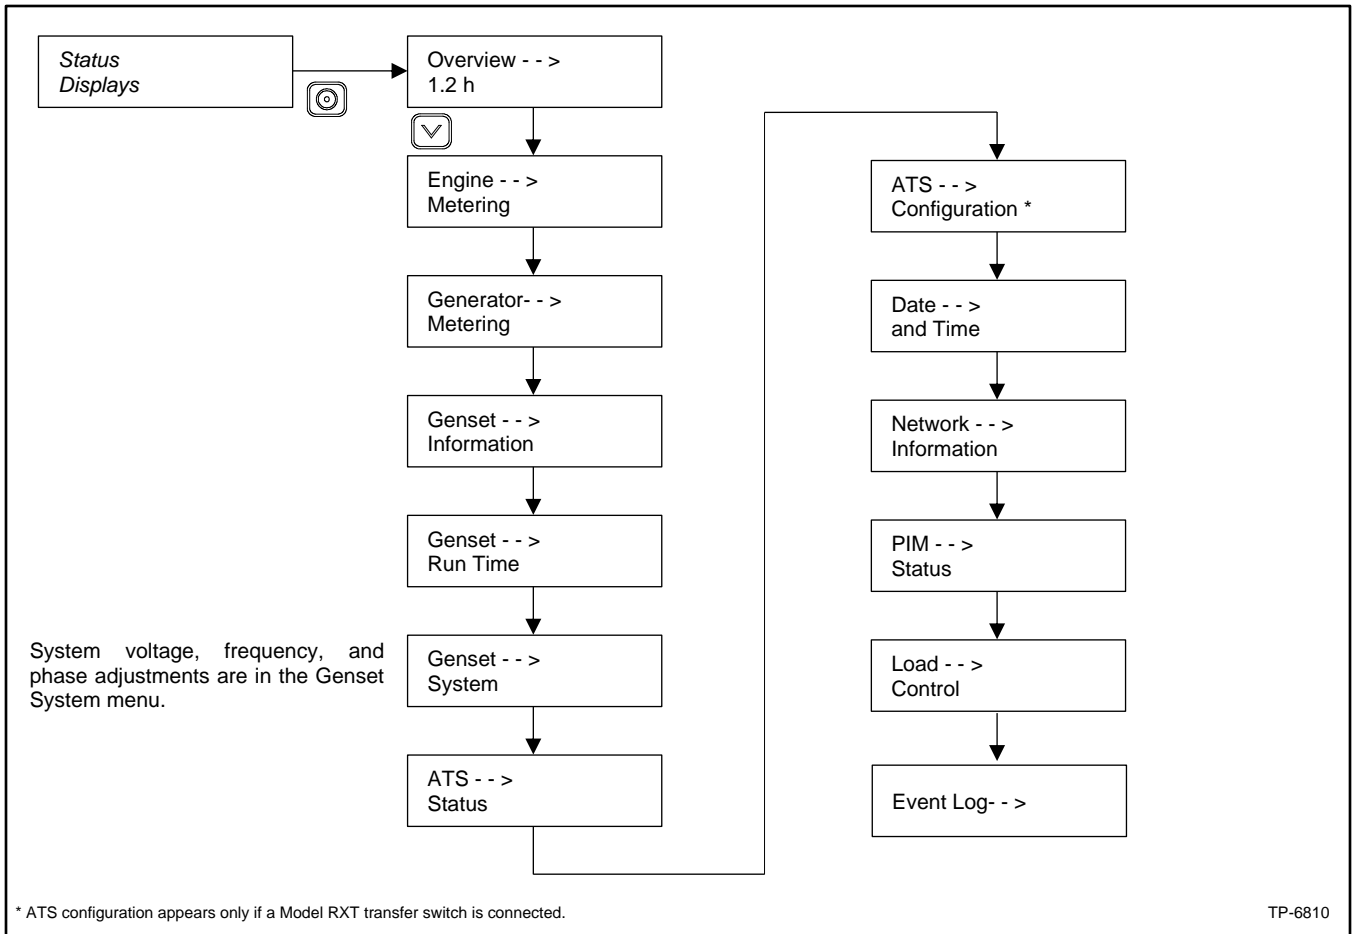 Status
Displays
Overview - - >
1.2 h
Engine - - >
Metering
Generator- - >
Metering
Genset - - >
Information
Genset - - >
Run Time
System voltage, frequency, and
phase adjustments are in the Genset
System menu.
Genset - - >
System
ATS - - >
Status
ATS - - >
Configuration *
Date - - >
and Time
Network - - >
Information
PIM - - >
Status
Load - - >
Control
Event Log- - >
* ATS configuration appears only if a Model RXT transfer switch is connected.
TP-6810